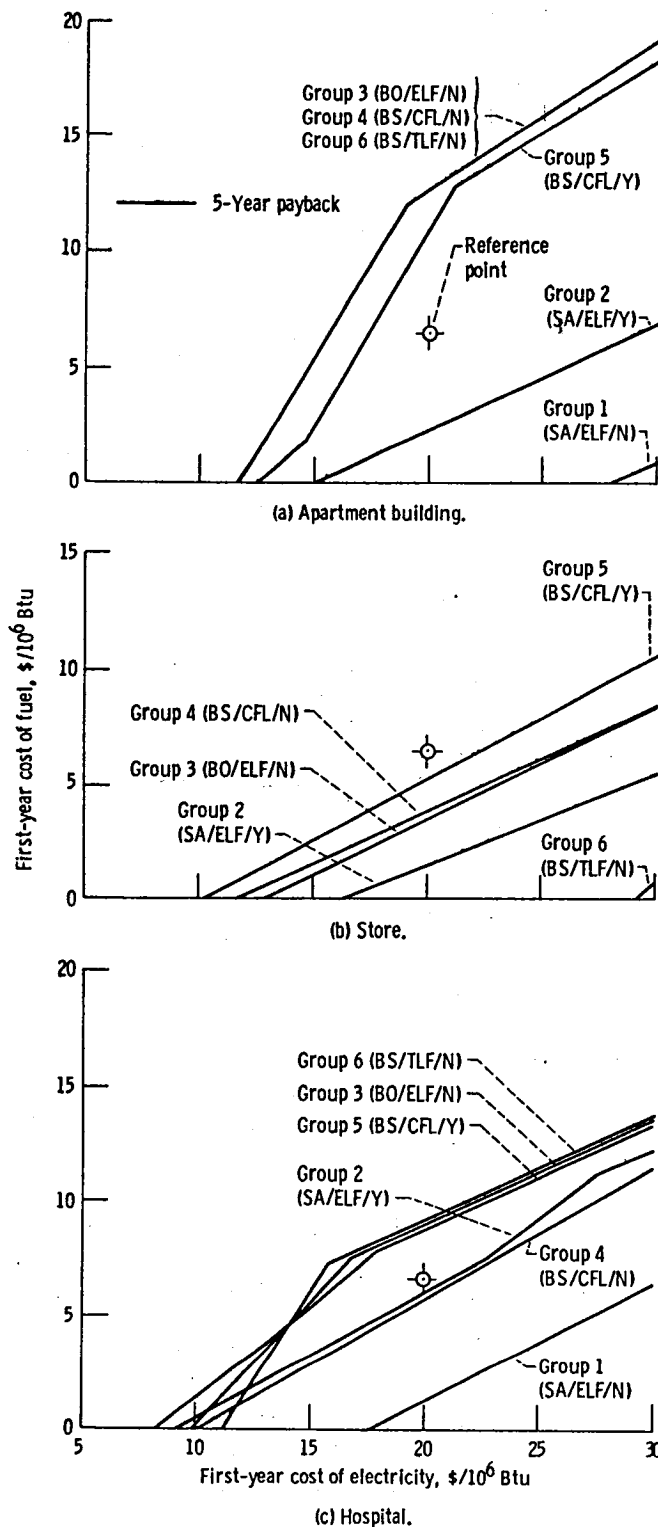 20
Group 3 (BO/ELF/N)
Group 4 (BS/CFL/N)
Group 6 (BS/TLF/N)
15
Group 5
(BS/CFL/Y)
5-Year payback
10
Reference
point
Group 2
(SA/ELF/Y)
5
Group 1
(SA/ELF/N)
0
(a) Apartment building.
First-year cost of fuel, $/10⁶ Btu
15
Group 5
(BS/CFL/Y)
10
Group 4 (BS/CFL/N)
Group 3 (BO/ELF/N)
5
Group 2
(SA/ELF/Y)
Group 6
(BS/TLF/N)
0
(b) Store.
20
Group 6 (BS/TLF/N)
15
Group 3 (BO/ELF/N)
Group 5 (BS/CFL/Y)
Group 2
(SA/ELF/Y)
10
Group 4
(BS/CFL/N)
5
Group 1
(SA/ELF/N)
0
5 10 15 20 25 30
First-year cost of electricity, $/10⁶ Btu
(c) Hospital.